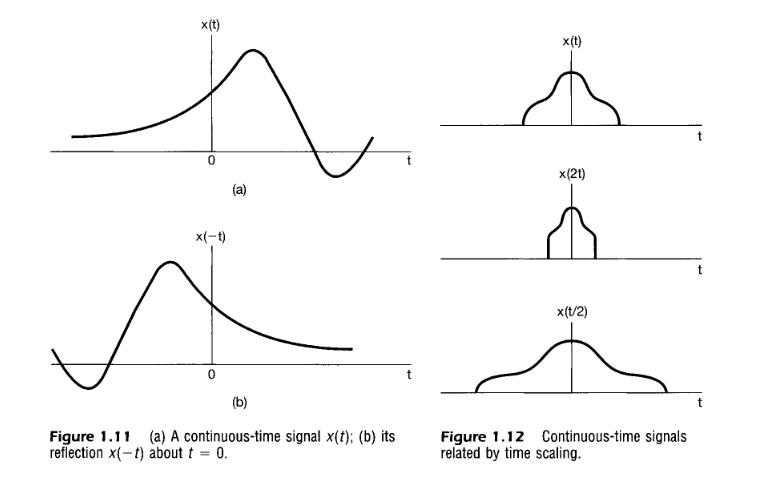 x(t)
0
t
(a)
x(−t)
0
t
(b)
Figure 1.11 (a) A continuous-time signal x(t); (b) its
reflection x(−t) about t = 0.
x(t)
t
x(2t)
t
x(t/2)
t
Figure 1.12 Continuous-time signals
related by time scaling.